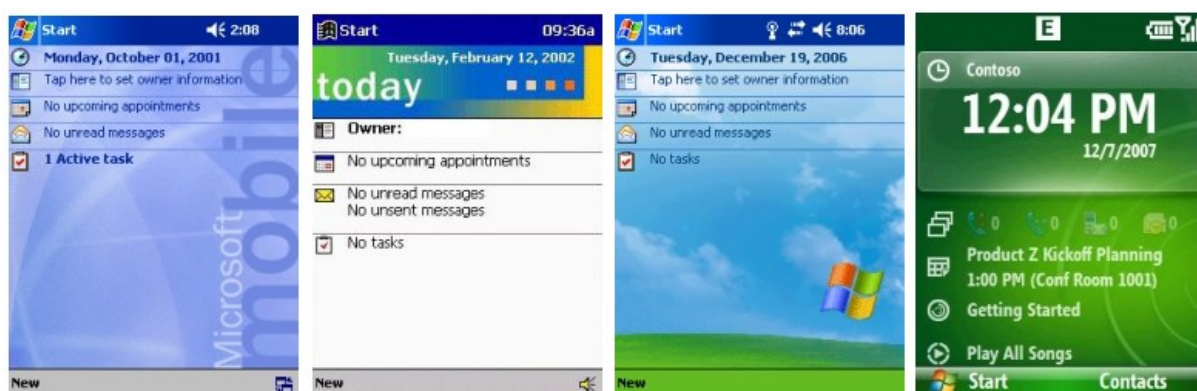 Start 2:08
Monday, October 01, 2001
Tap here to set owner information
No upcoming appointments
No unread messages
1 Active task
Microsoft
mobile
New
Start 09:36a
Tuesday, February 12, 2002
today
Owner:
No upcoming appointments
No unread messages
No unsent messages
No tasks
New
Start 8:06
Tuesday, December 19, 2006
Tap here to set owner information
No upcoming appointments
No unread messages
No tasks
New
E
Contoso
12:04 PM
12/7/2007
0 0 0 0
Product Z Kickoff Planning
1:00 PM (Conf Room 1001)
Getting Started
Play All Songs
Start Contacts